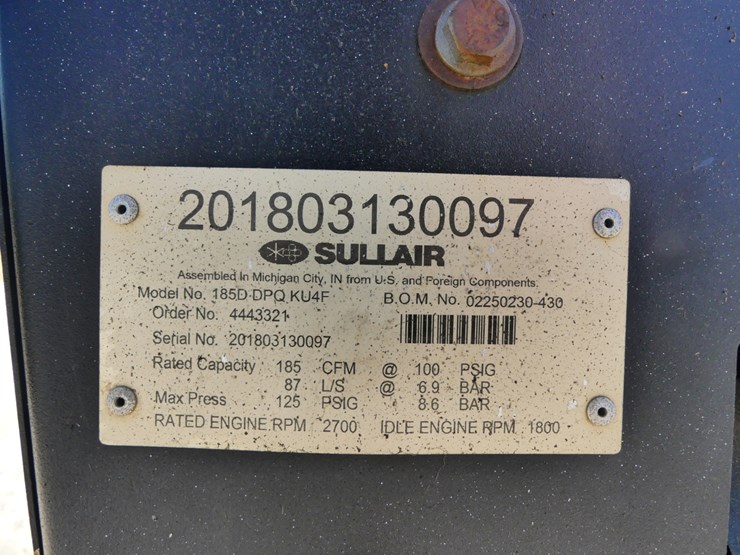 201803130097
SULLAIR
Assembled In Michigan City, IN from U.S. and Foreign Components.
Model No. 185D DPQ KU4F B.O.M. No. 02250230-430
Order No. 4443321
Serial No. 201803130097
Rated Capacity 185 CFM @ 100 PSIG
87 L/S @ 6.9 BAR
Max Press 125 PSIG 8.6 BAR
RATED ENGINE RPM 2700 IDLE ENGINE RPM 1800